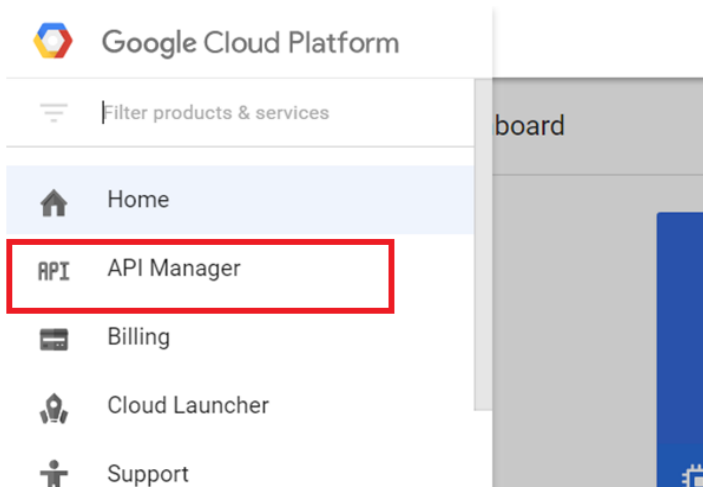 Google Cloud Platform
Filter products & services
board
Home
API API Manager
Billing
Cloud Launcher
Support